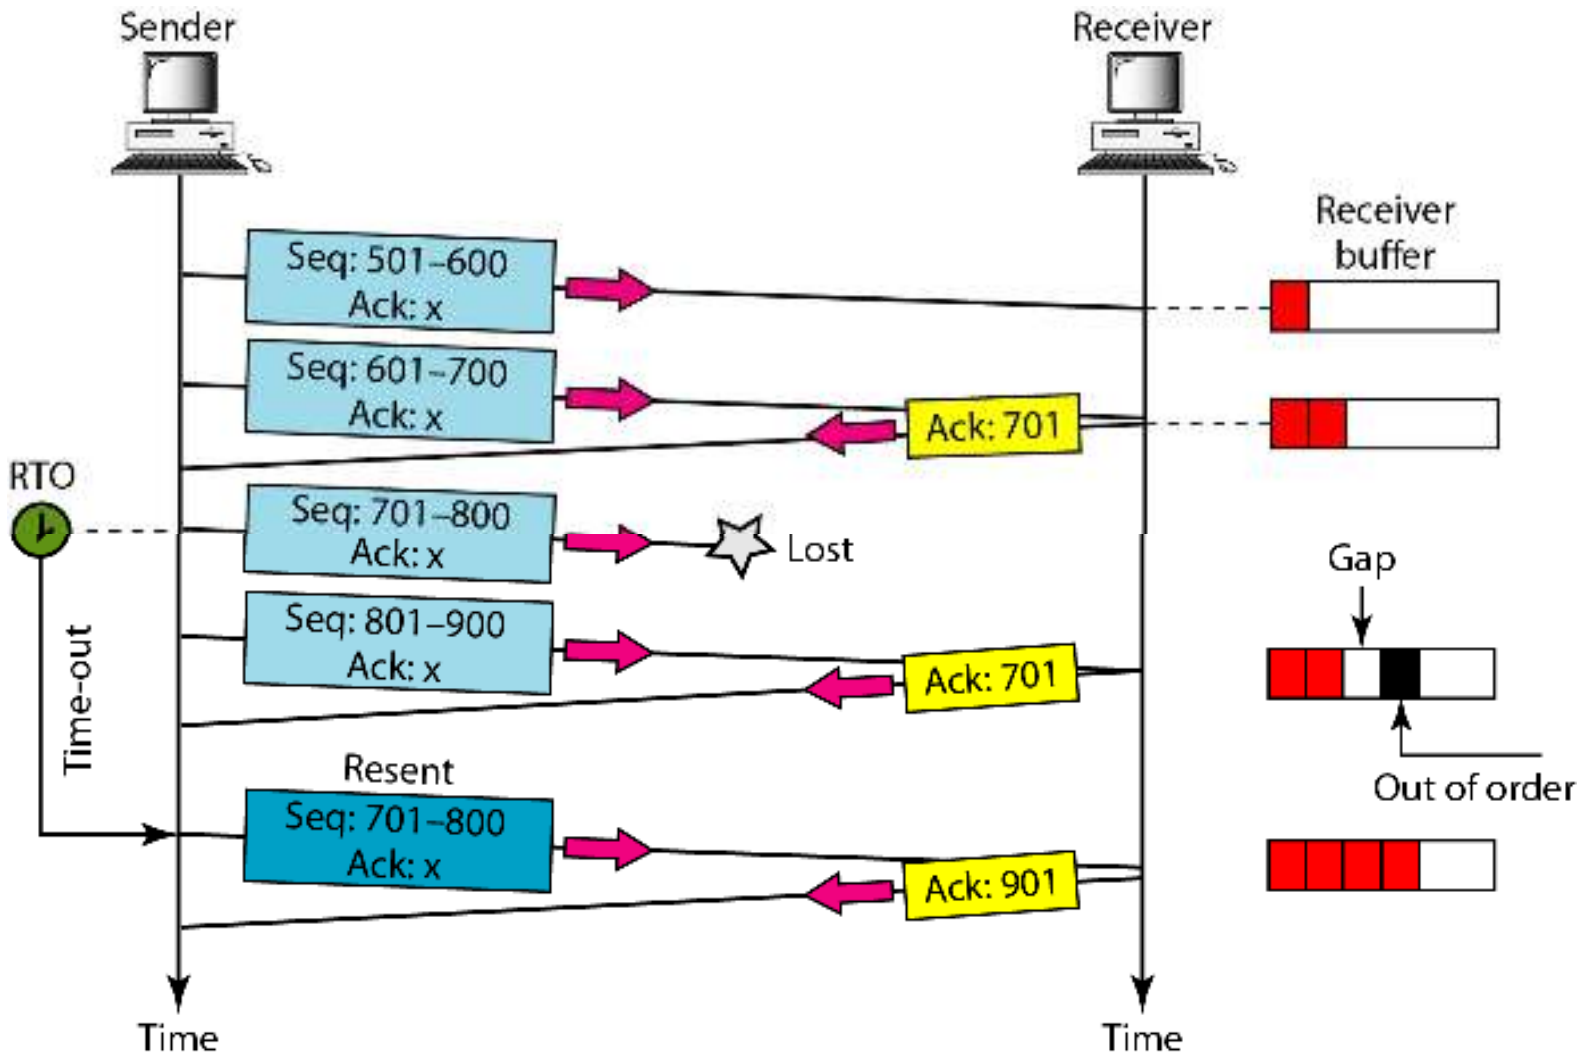 Sender
Receiver
Receiver
buffer
Seq: 501–600
Ack: x
Seq: 601–700
Ack: x
Ack: 701
RTO
Seq: 701–800
Ack: x
Lost
Gap
Time-out
Seq: 801–900
Ack: x
Ack: 701
Out of order
Resent
Seq: 701–800
Ack: x
Ack: 901
Time
Time